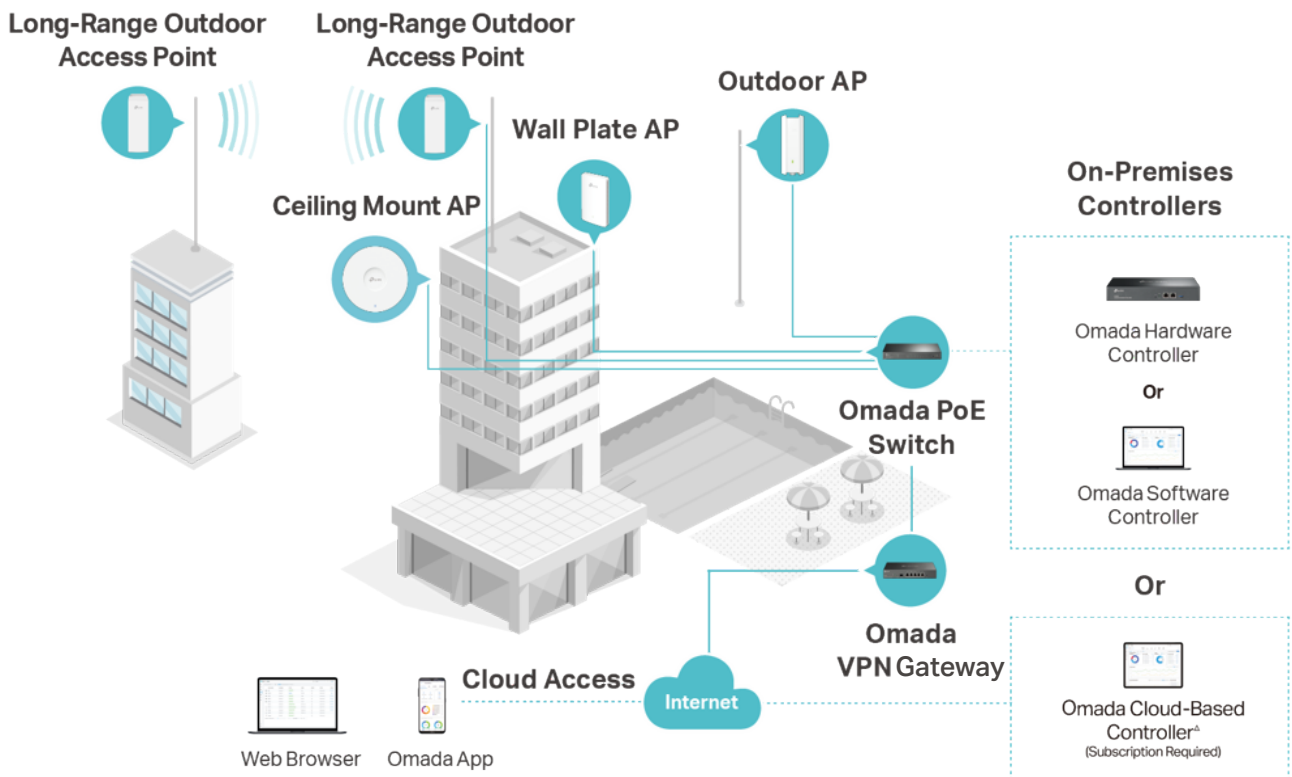 Long-Range Outdoor
Access Point
Long-Range Outdoor
Access Point
Outdoor AP
Wall Plate AP
Ceiling Mount AP
On-Premises
Controllers
Omada Hardware
Controller
Or
Omada Software
Controller
Omada PoE
Switch
Or
Omada
VPN Gateway
Cloud Access
Internet
Web Browser
Omada App
Omada Cloud-Based
Controller△
(Subscription Required)